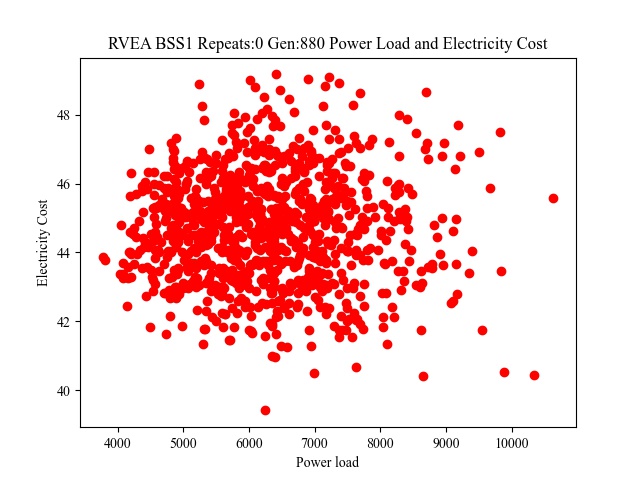 RVEA BSS1 Repeats:0 Gen:880 Power Load and Electricity Cost
48
46
44
42
40
Electricity Cost
4000 5000 6000 7000 8000 9000 10000
Power load